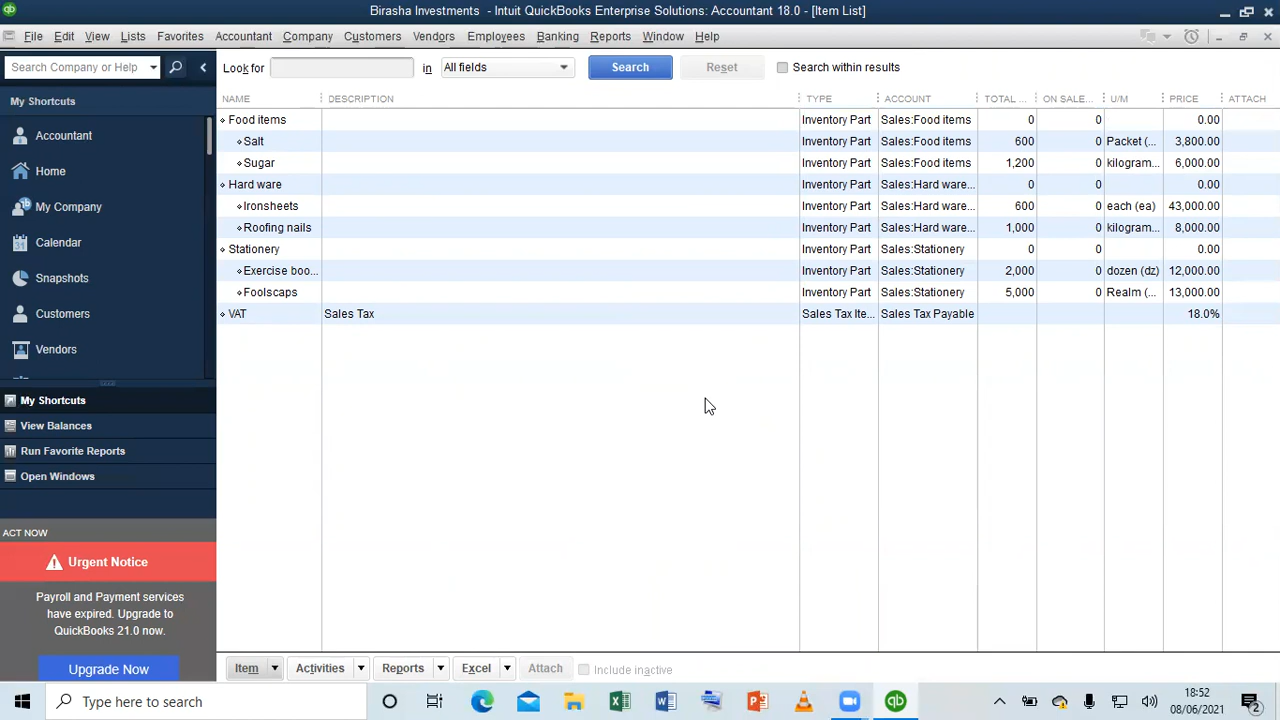 Birasha Investments - Intuit QuickBooks Enterprise Solutions: Accountant 18.0 - [Item List]
File Edit View Lists Favorites Accountant Company Customers Vendors Employees Banking Reports Window Help
Search Company or Help
Look for in All fields Search Reset Search within results
My Shortcuts
Accountant
Home
My Company
Calendar
Snapshots
Customers
Vendors
My Shortcuts
View Balances
Run Favorite Reports
Open Windows
ACT NOW
Urgent Notice
Payroll and Payment services
have expired. Upgrade to
QuickBooks 21.0 now.
Upgrade Now
NAME DESCRIPTION TYPE ACCOUNT TOTAL ... ON SALE... U/M PRICE ATTACH
Food items Inventory Part Sales:Food items 0 0 0.00
Salt Inventory Part Sales:Food items 600 0 Packet (... 3,800.00
Sugar Inventory Part Sales:Food items 1,200 0 kilogram... 6,000.00
Hard ware Inventory Part Sales:Hard ware... 0 0 0.00
Ironsheets Inventory Part Sales:Hard ware... 600 0 each (ea) 43,000.00
Roofing nails Inventory Part Sales:Hard ware... 1,000 0 kilogram... 8,000.00
Stationery Inventory Part Sales:Stationery 0 0 0.00
Exercise boo... Inventory Part Sales:Stationery 2,000 0 dozen (dz) 12,000.00
Foolscaps Inventory Part Sales:Stationery 5,000 0 Realm (... 13,000.00
VAT Sales Tax Sales Tax Ite... Sales Tax Payable 18.0%
Item Activities Reports Excel Attach Include inactive
Type here to search
18:52
08/06/2021
2